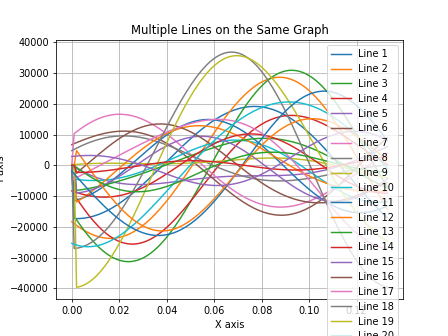 Multiple Lines on the Same Graph
40000
30000
20000
10000
0
−10000
−20000
−30000
−40000
0.00
0.02
0.04
0.06
0.08
0.10
X axis
Line 1
Line 2
Line 3
Line 4
Line 5
Line 6
Line 7
Line 8
Line 9
Line 10
Line 11
Line 12
Line 13
Line 14
Line 15
Line 16
Line 17
Line 18
Line 19
Line 20